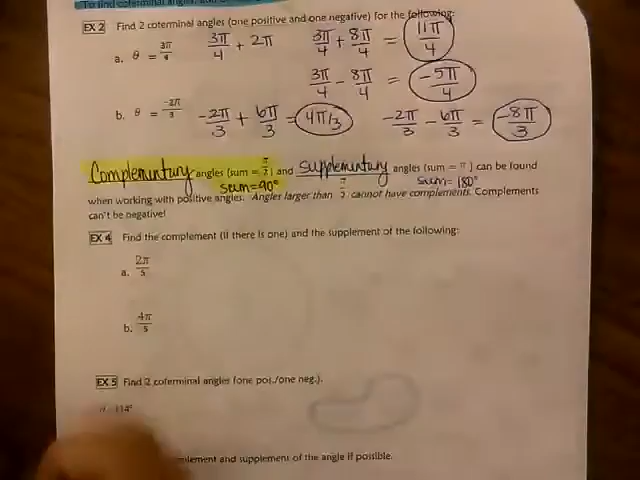 EX 2 Find 2 coterminal angles (one positive and one negative) for the following:
a. θ = 3π/4 3π/4 + 2π 3π/4 + 8π/4 = 11π/4
3π/4 - 8π/4 = -5π/4
b. θ = -2π/3 -2π/3 + 6π/3 = 4π/3 -2π/3 - 6π/3 = -8π/3
Complementary angles (sum = π/2) and supplementary angles (sum = π) can be found
sum=90° sum=180°
when working with positive angles. Angles larger than π/2 cannot have complements. Complements
can't be negative!
EX 4 Find the complement (if there is one) and the supplement of the following:
a. 2π/5
b. 4π/5
EX 5 Find 2 coterminal angles (one pos./one neg.).
and supplement of the angle if possible.